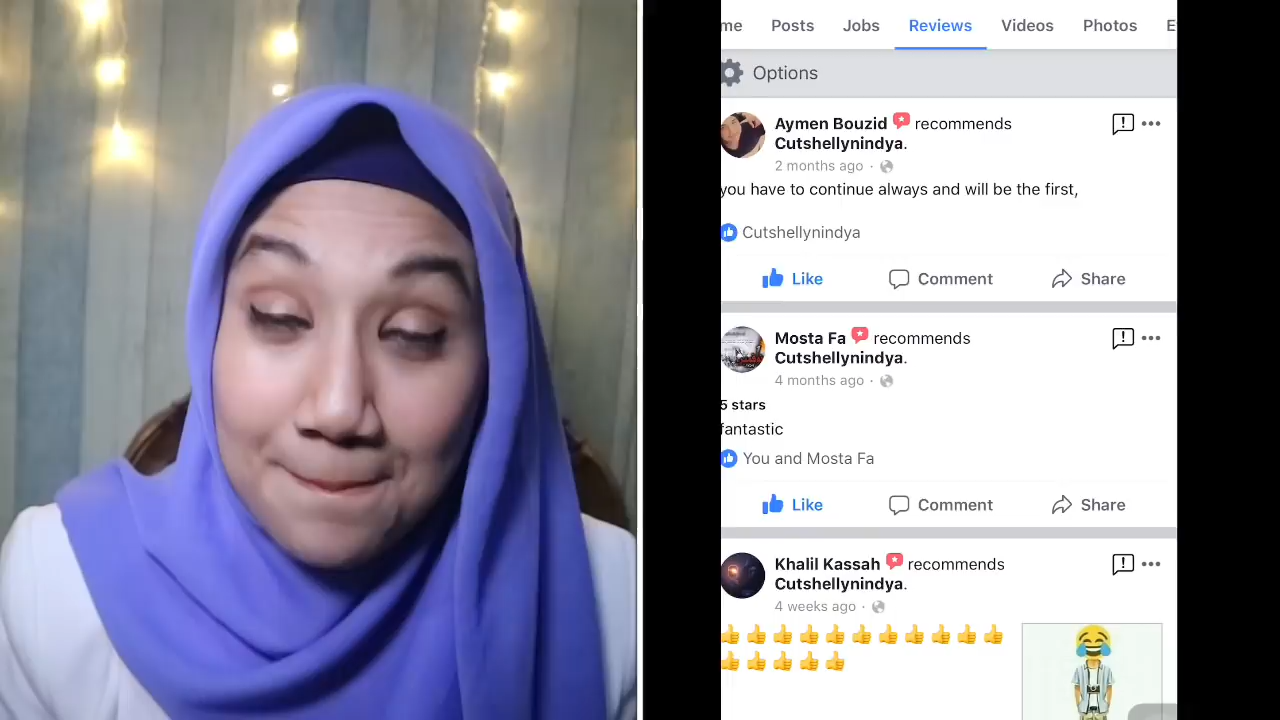 me Posts Jobs Reviews Videos Photos E
Options
Aymen Bouzid recommends
Cutshellynindya.
2 months ago ·
you have to continue always and will be the first,
Cutshellynindya
Like Comment Share
Mosta Fa recommends
Cutshellynindya.
4 months ago ·
5 stars
fantastic
You and Mosta Fa
Like Comment Share
Khalil Kassah recommends
Cutshellynindya.
4 weeks ago ·